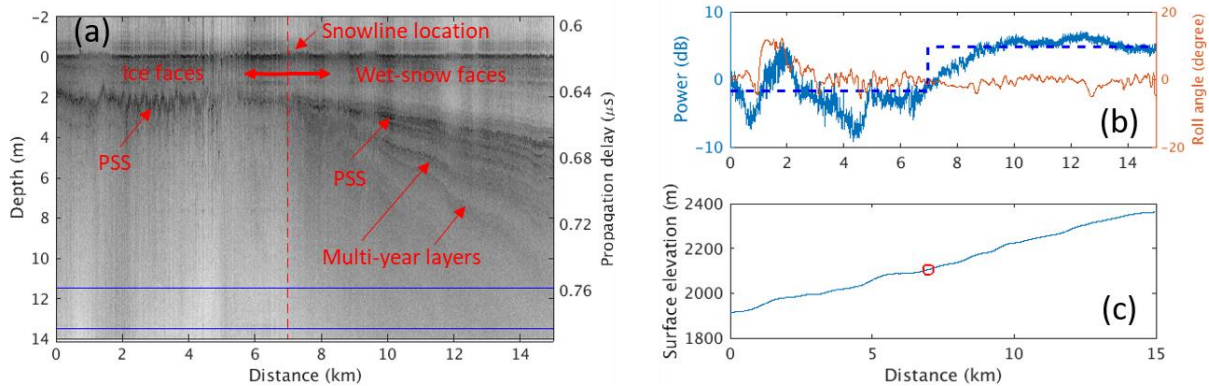 (a)
Snowline location
Ice faces
Wet-snow faces
PSS
PSS
Multi-year layers
-2
0
2
4
6
8
10
12
14
Depth (m)
0.6
0.64
0.68
0.72
0.76
Propagation delay (μs)
0 2 4 6 8 10 12 14
Distance (km)
(b)
10
0
-10
Power (dB)
20
10
0
-10
-20
Roll angle (degree)
0 2 4 6 8 10 12 14
2400
2200
2000
1800
Surface elevation (m)
(c)
0 5 10 15
Distance (km)